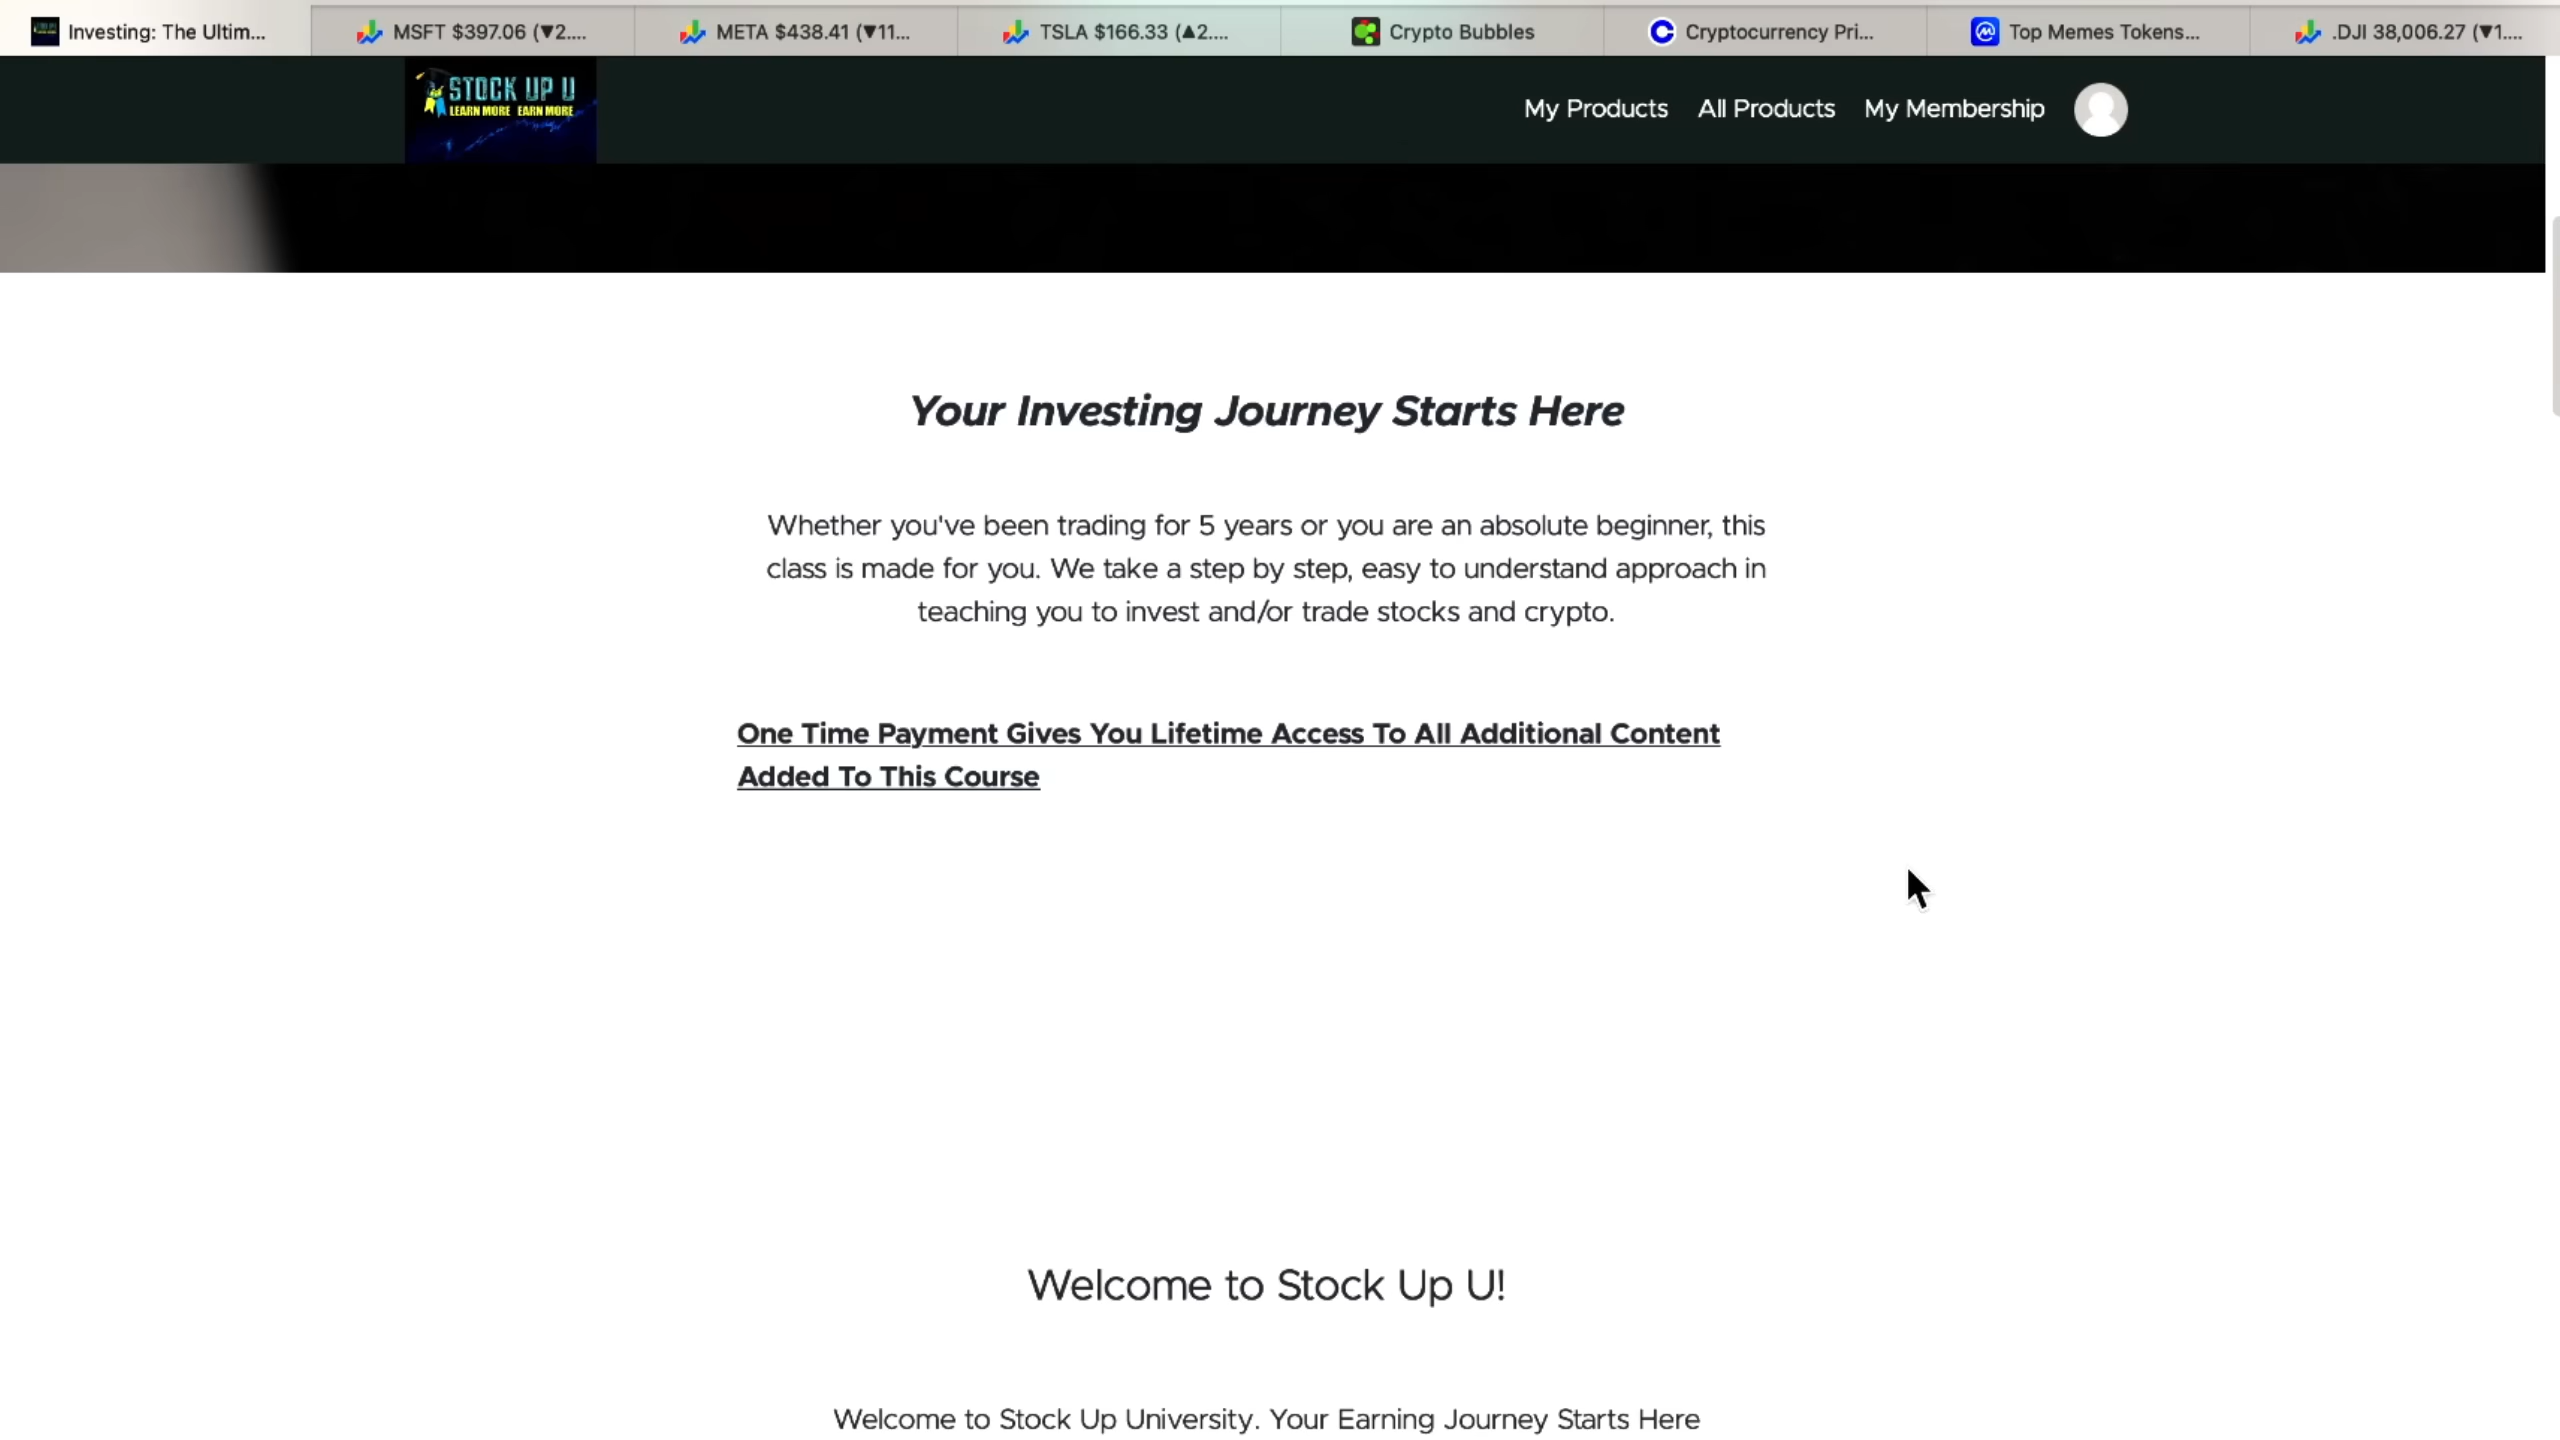 Investing: The Ultim...
MSFT $397.06 (▼2....
META $438.41 (▼11...
TSLA $166.33 (▲2....
Crypto Bubbles
Cryptocurrency Pri...
Top Memes Tokens...
.DJI 38,006.27 (▼1....
STOCK UP U
LEARN MORE EARN MORE
My Products
All Products
My Membership
Your Investing Journey Starts Here
Whether you've been trading for 5 years or you are an absolute beginner, this
class is made for you. We take a step by step, easy to understand approach in
teaching you to invest and/or trade stocks and crypto.
One Time Payment Gives You Lifetime Access To All Additional Content
Added To This Course
Welcome to Stock Up U!
Welcome to Stock Up University. Your Earning Journey Starts Here